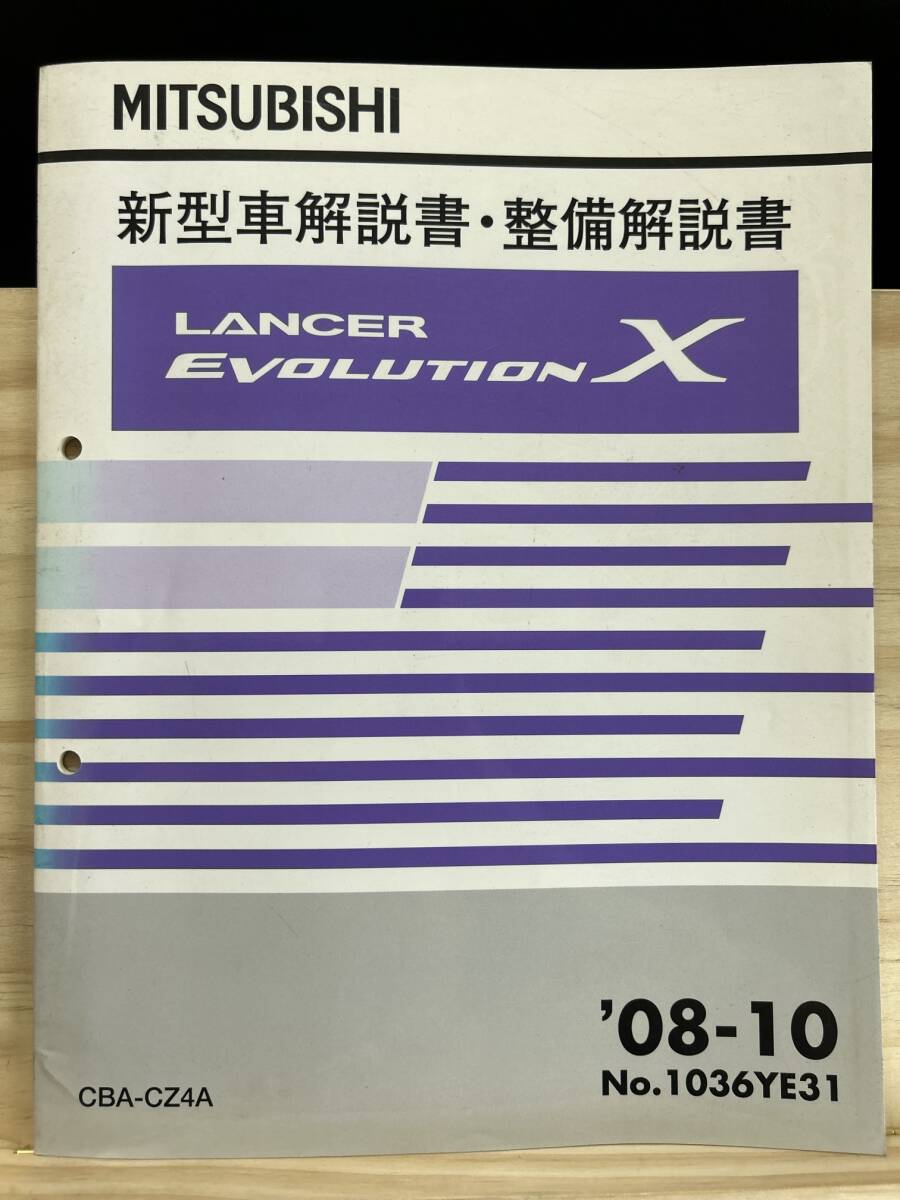 MITSUBISHI
新型車解説書・整備解説書
LANCER
EVOLUTION X
'08-10
No.1036YE31
CBA-CZ4A